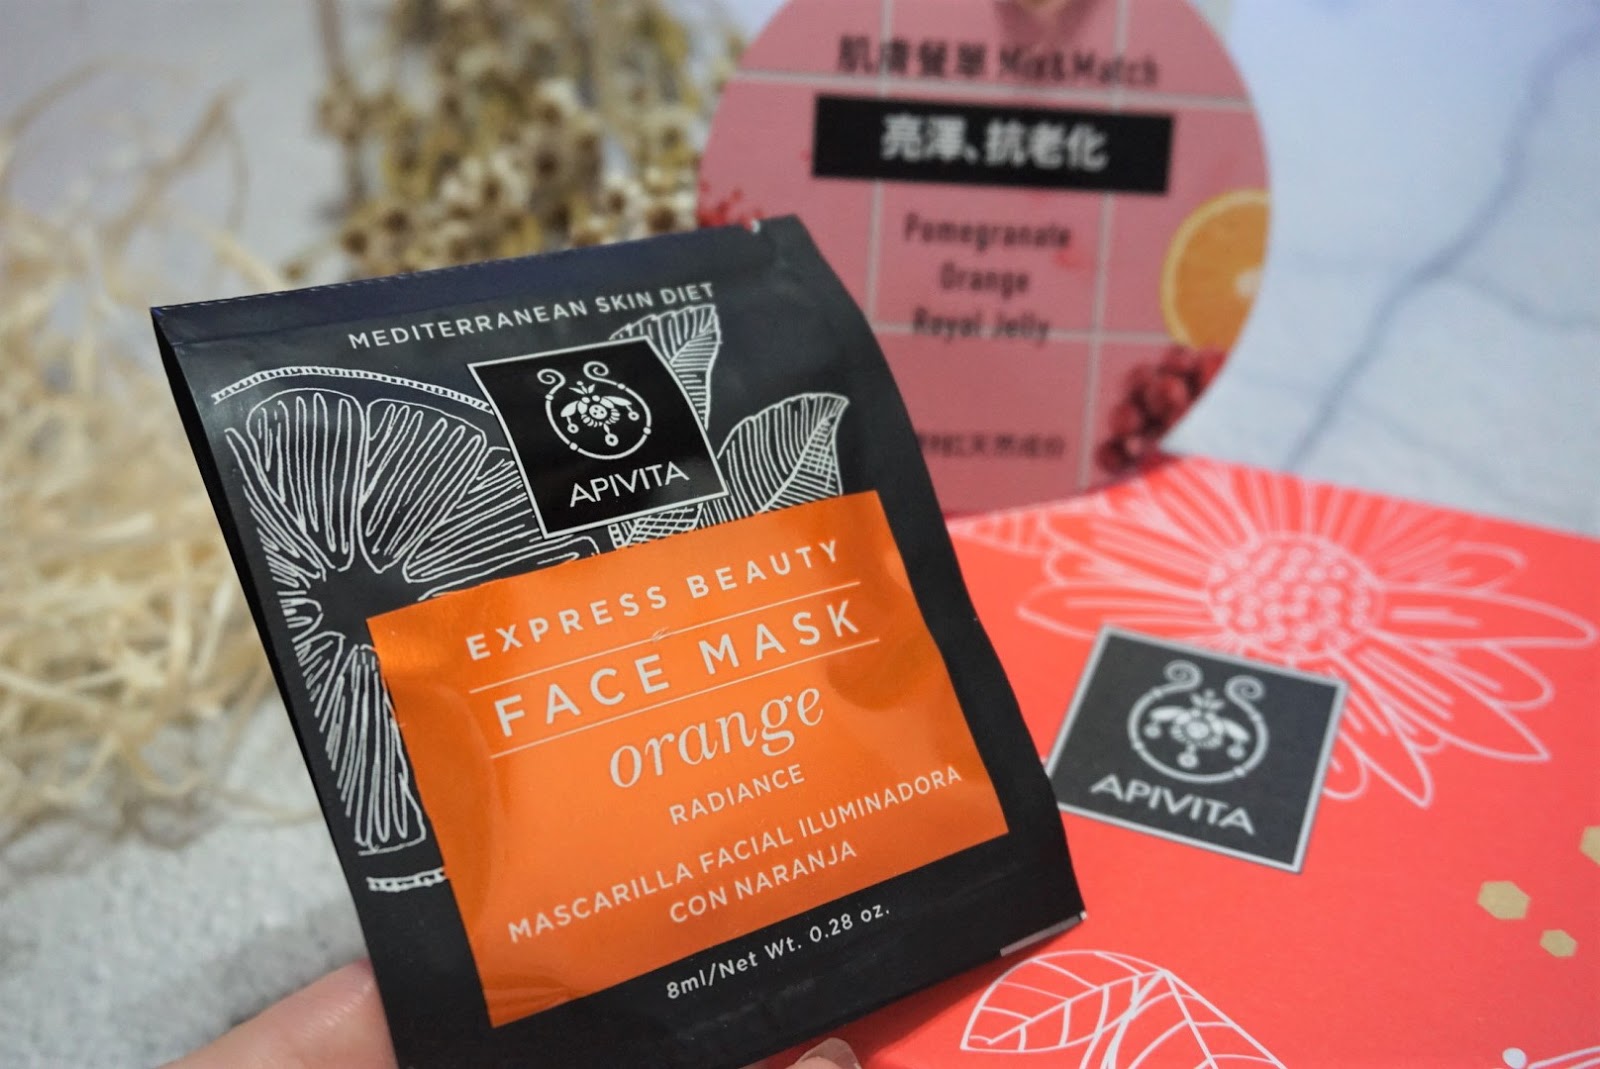 MEDITERRANEAN SKIN DIET
APIVITA
EXPRESS BEAUTY
FACE MASK
orange
RADIANCE
MASCARILLA FACIAL ILUMINADORA
CON NARANJA
8ml/Net Wt. 0.28 oz.
肌膚餐單 Mix&Match
亮澤、抗老化
Pomegranate
Orange
Royal Jelly
APIVITA